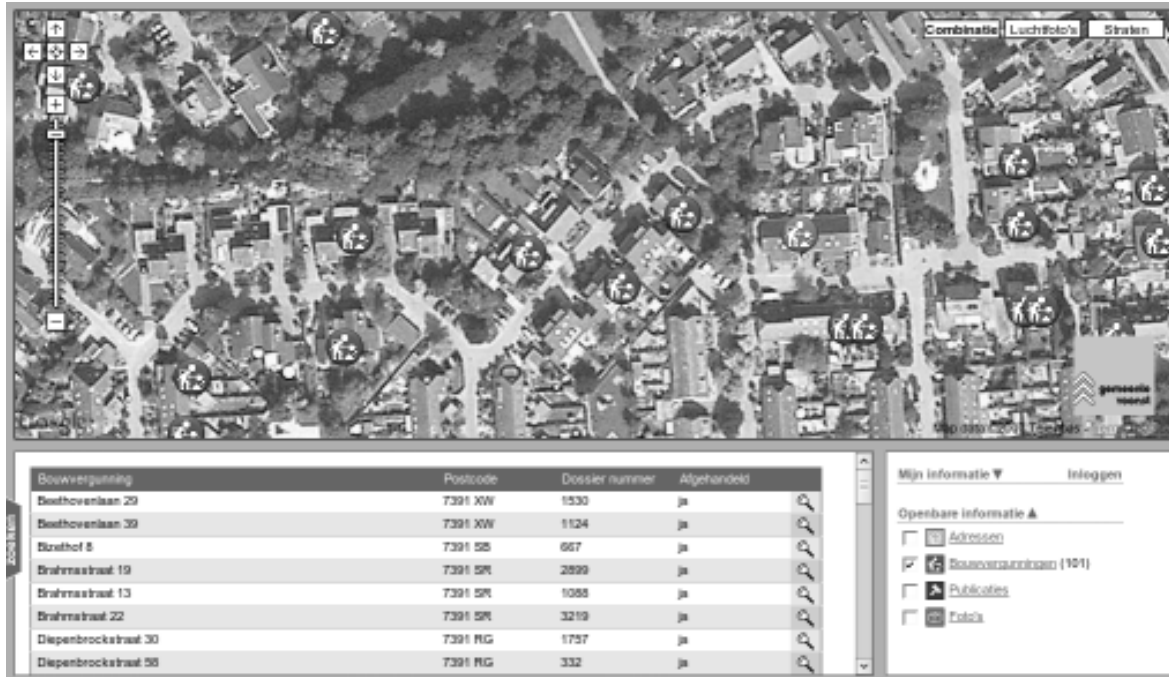 Combinatie Luchtfoto's Straten
gemeente
voorst
Bouwvergunning Postcode Dossier nummer Afgehandeld
Beethovenlaan 29 7391 XW 1530 ja
Beethovenlaan 39 7391 XW 1124 ja
Bizethof 8 7391 SB 667 ja
Brahmsstraat 19 7391 SR 2899 ja
Brahmsstraat 13 7391 SR 1088 ja
Brahmstraat 22 7391 SR 3219 ja
Diepenbrockstraat 30 7391 RG 1757 ja
Diepenbrockstraat 58 7391 RG 332 ja
Mijn informatie ▼ Inloggen
Openbare informatie ▲
Adressen
Bouwvergunningen (101)
Publicaties
Foto's